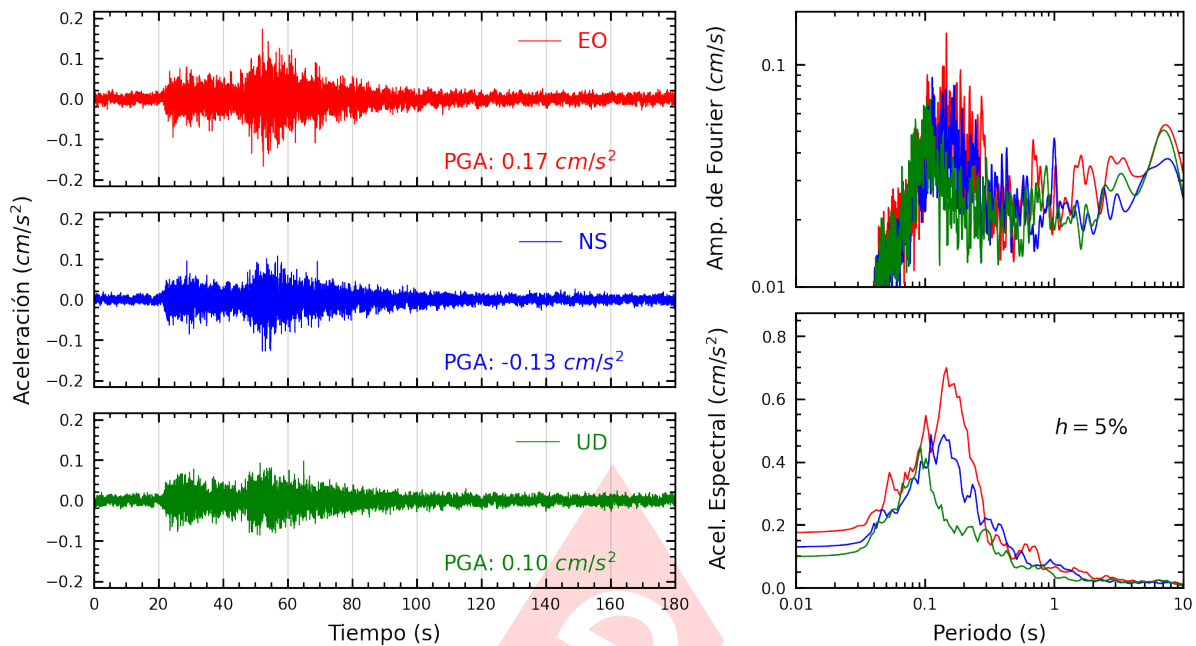 Aceleración (cm/s²)
0.2
0.1
0.0
−0.1
−0.2
EO
PGA: 0.17 cm/s²
0.2
0.1
0.0
−0.1
−0.2
NS
PGA: -0.13 cm/s²
0.2
0.1
0.0
−0.1
−0.2
UD
PGA: 0.10 cm/s²
0 20 40 60 80 100 120 140 160 180
Tiempo (s)
Amp. de Fourier (cm/s)
0.1
0.01
Acel. Espectral (cm/s²)
0.8
0.6
0.4
0.2
0.0
h = 5%
0.01 0.1 1 10
Periodo (s)